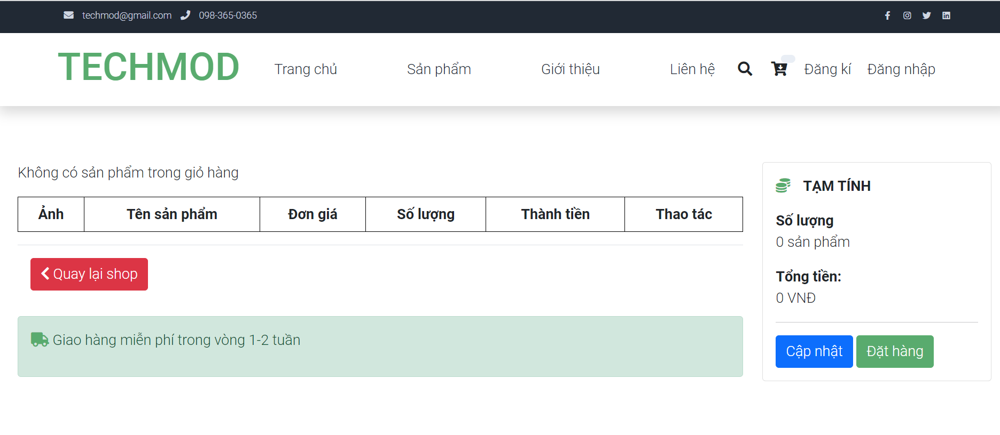 techmod@gmail.com 098-365-0365
TECHMOD Trang chủ Sản phẩm Giới thiệu Liên hệ Đăng kí Đăng nhập
Không có sản phẩm trong giỏ hàng
Ảnh Tên sản phẩm Đơn giá Số lượng Thành tiền Thao tác
Quay lại shop
Giao hàng miễn phí trong vòng 1-2 tuần
TẠM TÍNH
Số lượng
0 sản phẩm
Tổng tiền:
0 VNĐ
Cập nhật Đặt hàng